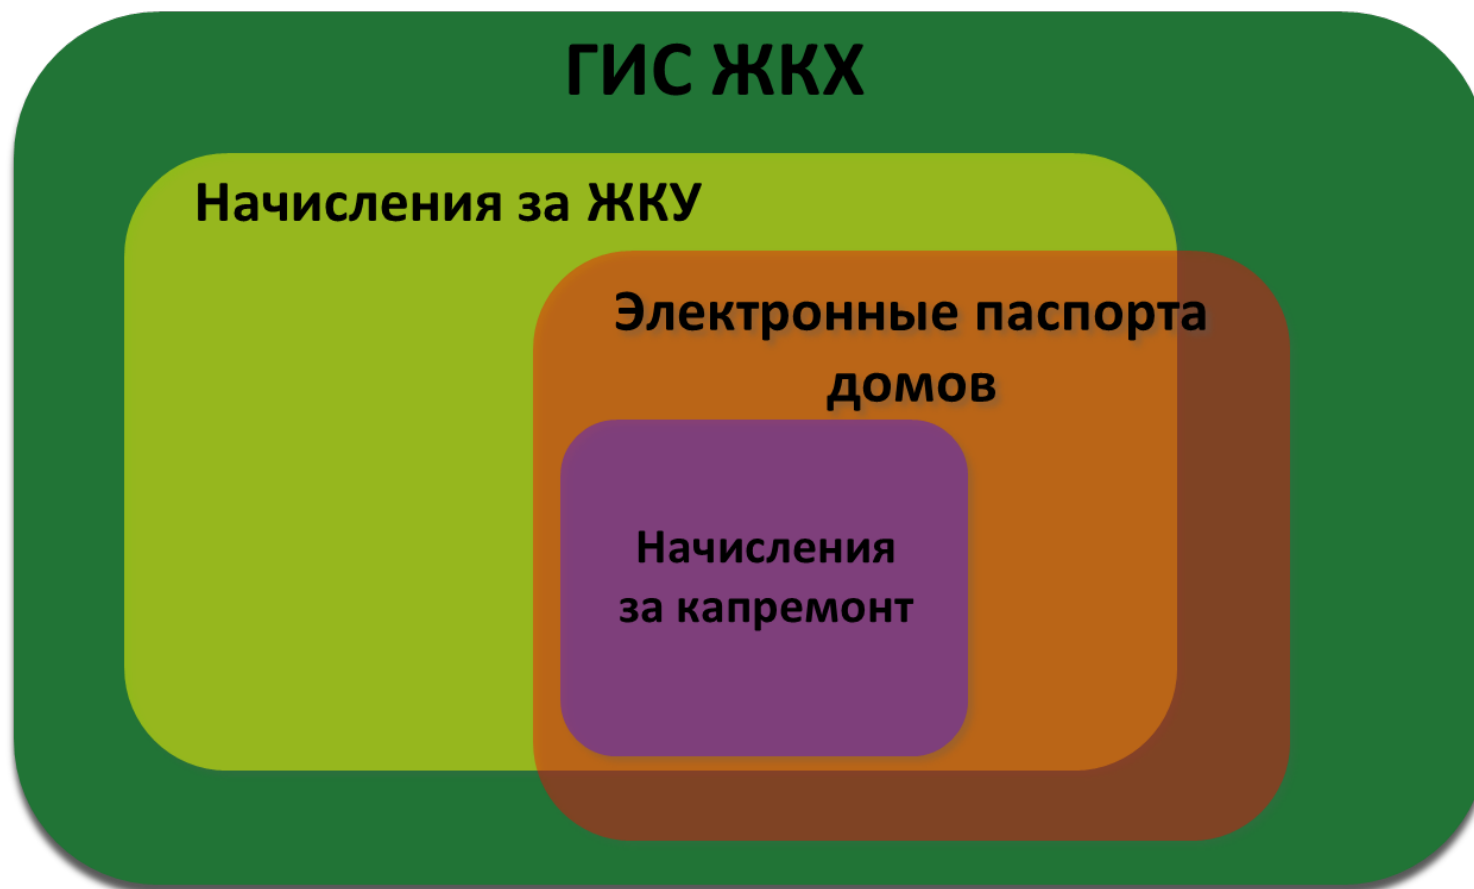 ГИС ЖКХ
Начисления за ЖКУ
Электронные паспорта
домов
Начисления
за капремонт